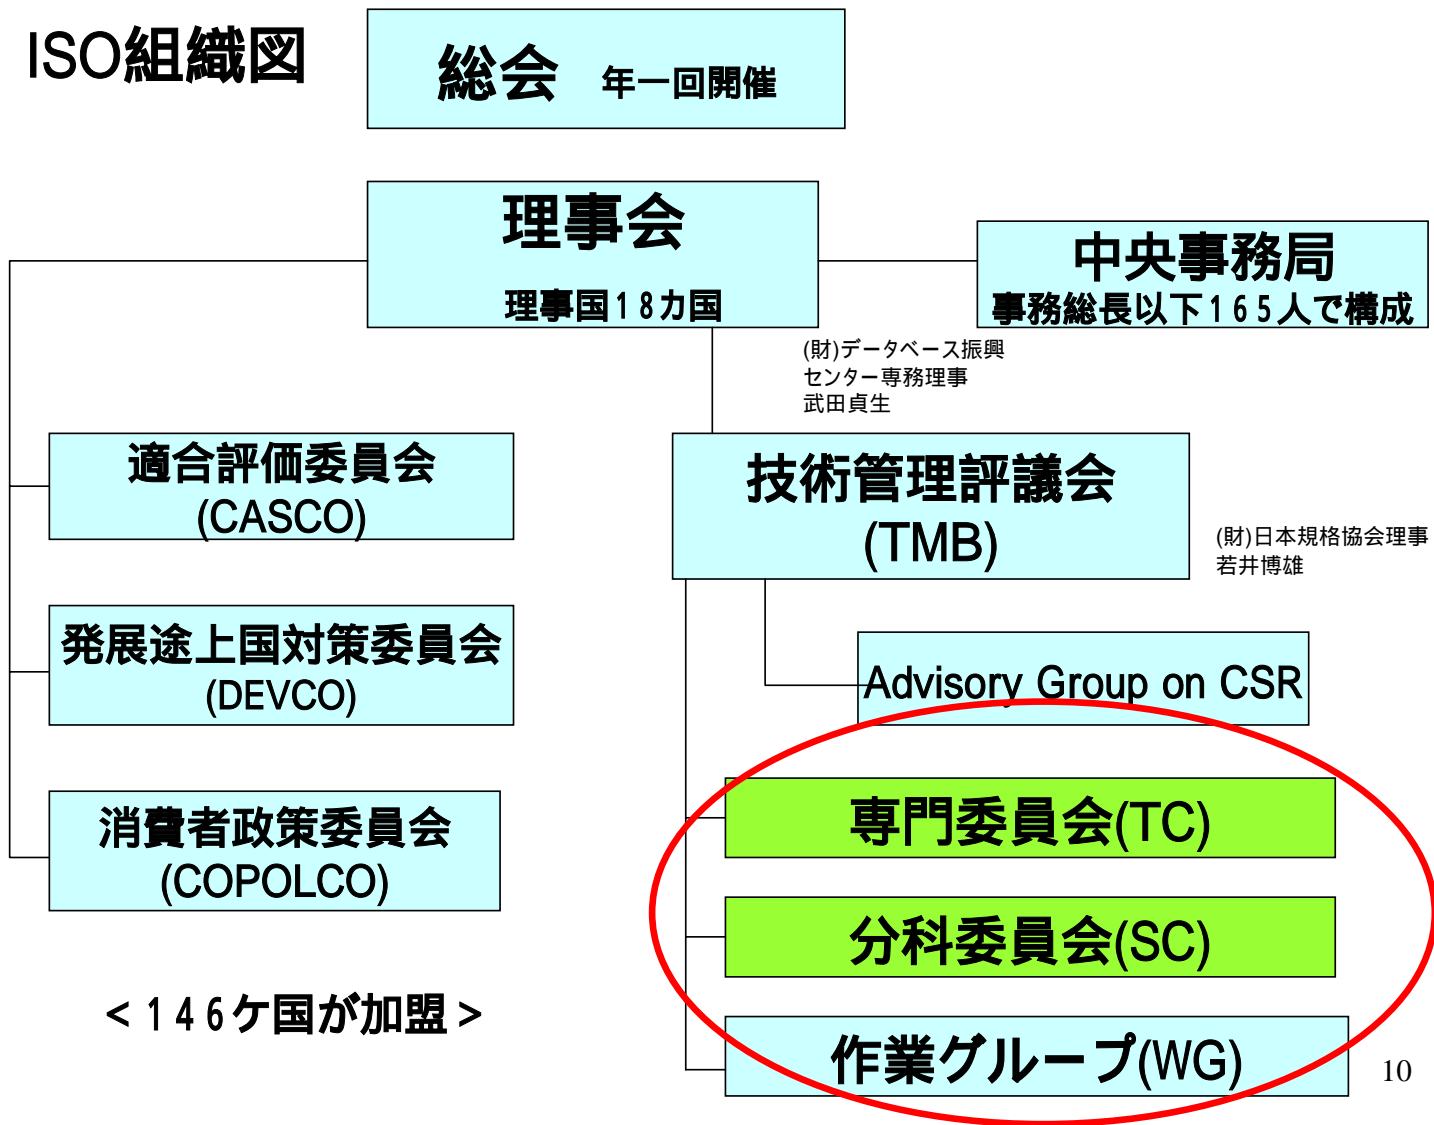 ISO組織図
総会　年一回開催
理事会
理事国18カ国
中央事務局
事務総長以下165人で構成
(財)データベース振興
センター専務理事
武田貞生
適合評価委員会
(CASCO)
技術管理評議会
(TMB)
(財)日本規格協会理事
若井博雄
発展途上国対策委員会
(DEVCO)
Advisory Group on CSR
消費者政策委員会
(COPOLCO)
専門委員会(TC)
分科委員会(SC)
＜146ケ国が加盟＞
作業グループ(WG)
10